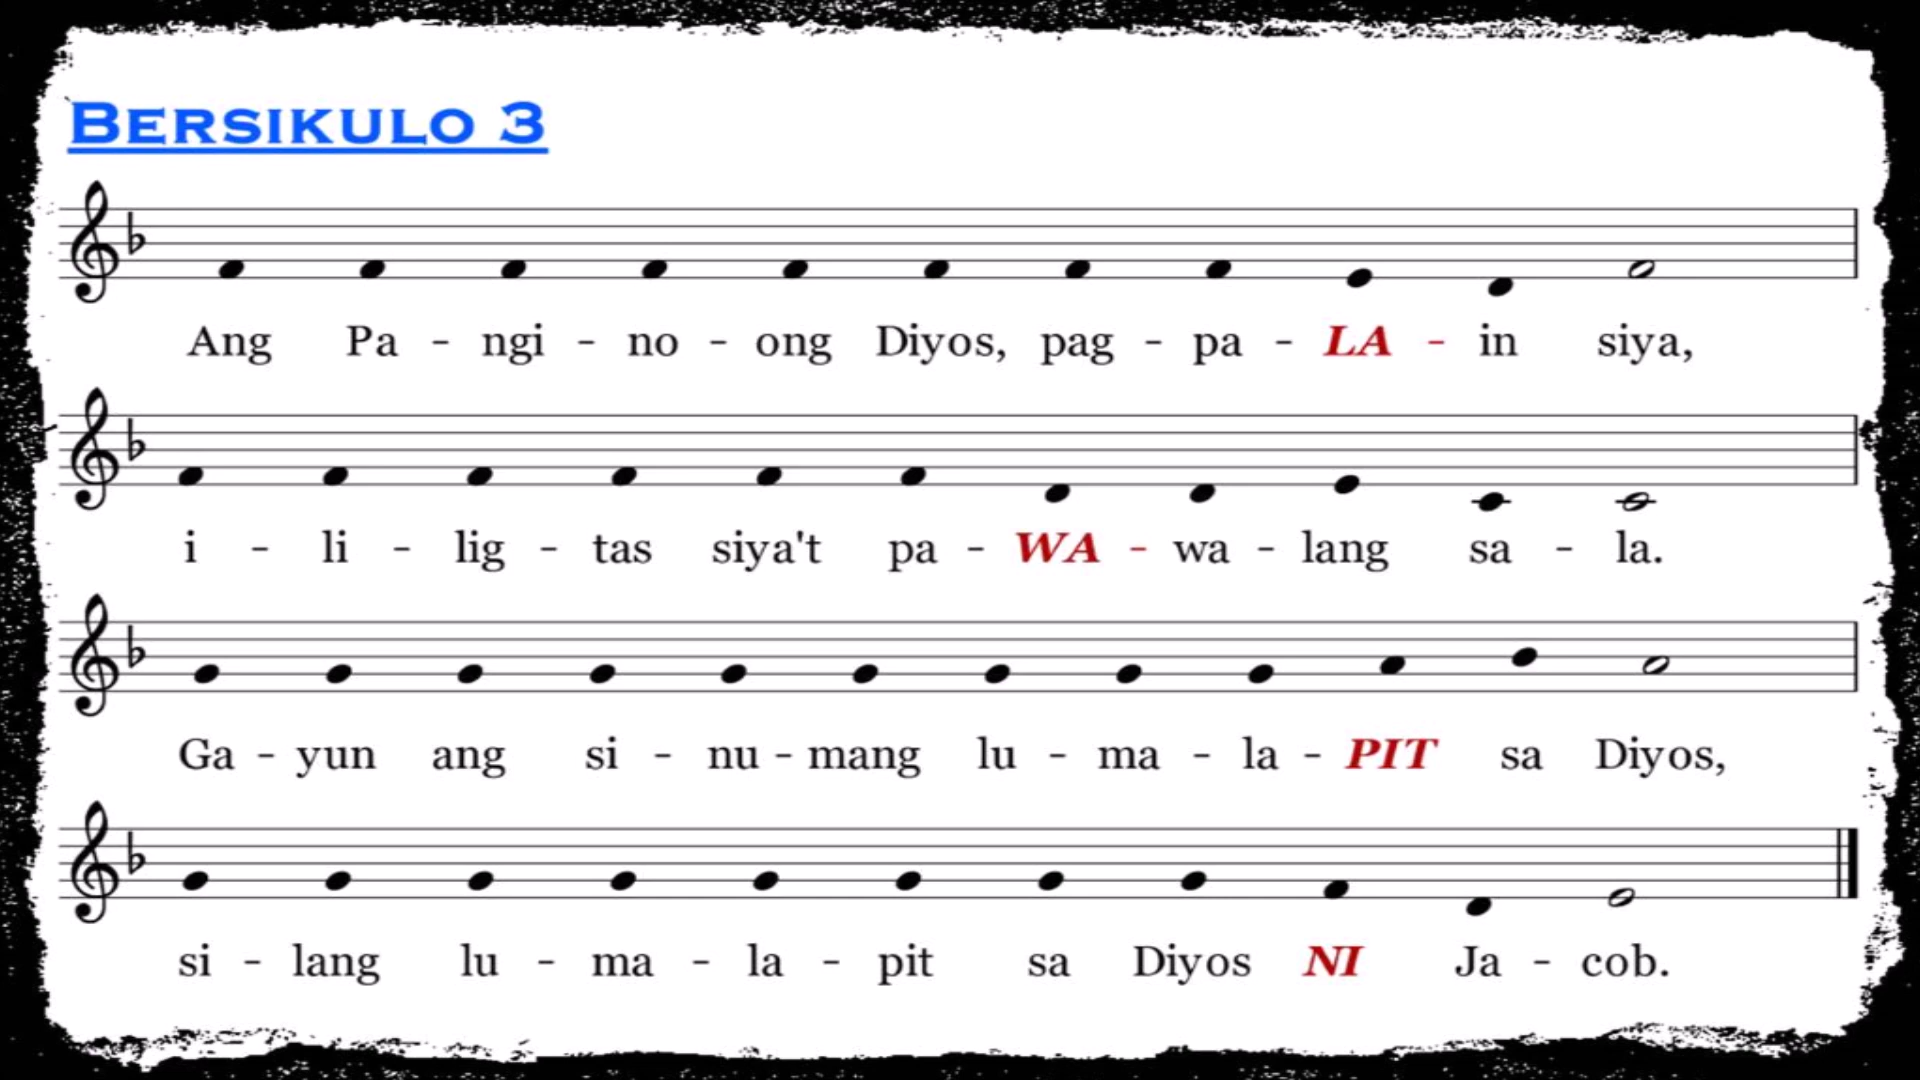 BERSIKULO 3
Ang Pa - ngi - no - ong Diyos, pag - pa - LA - in siya,
i - li - lig - tas siya't pa - WA - wa - lang sa - la.
Ga - yun ang si - nu - mang lu - ma - la - PIT sa Diyos,
si - lang lu - ma - la - pit sa Diyos NI Ja - cob.